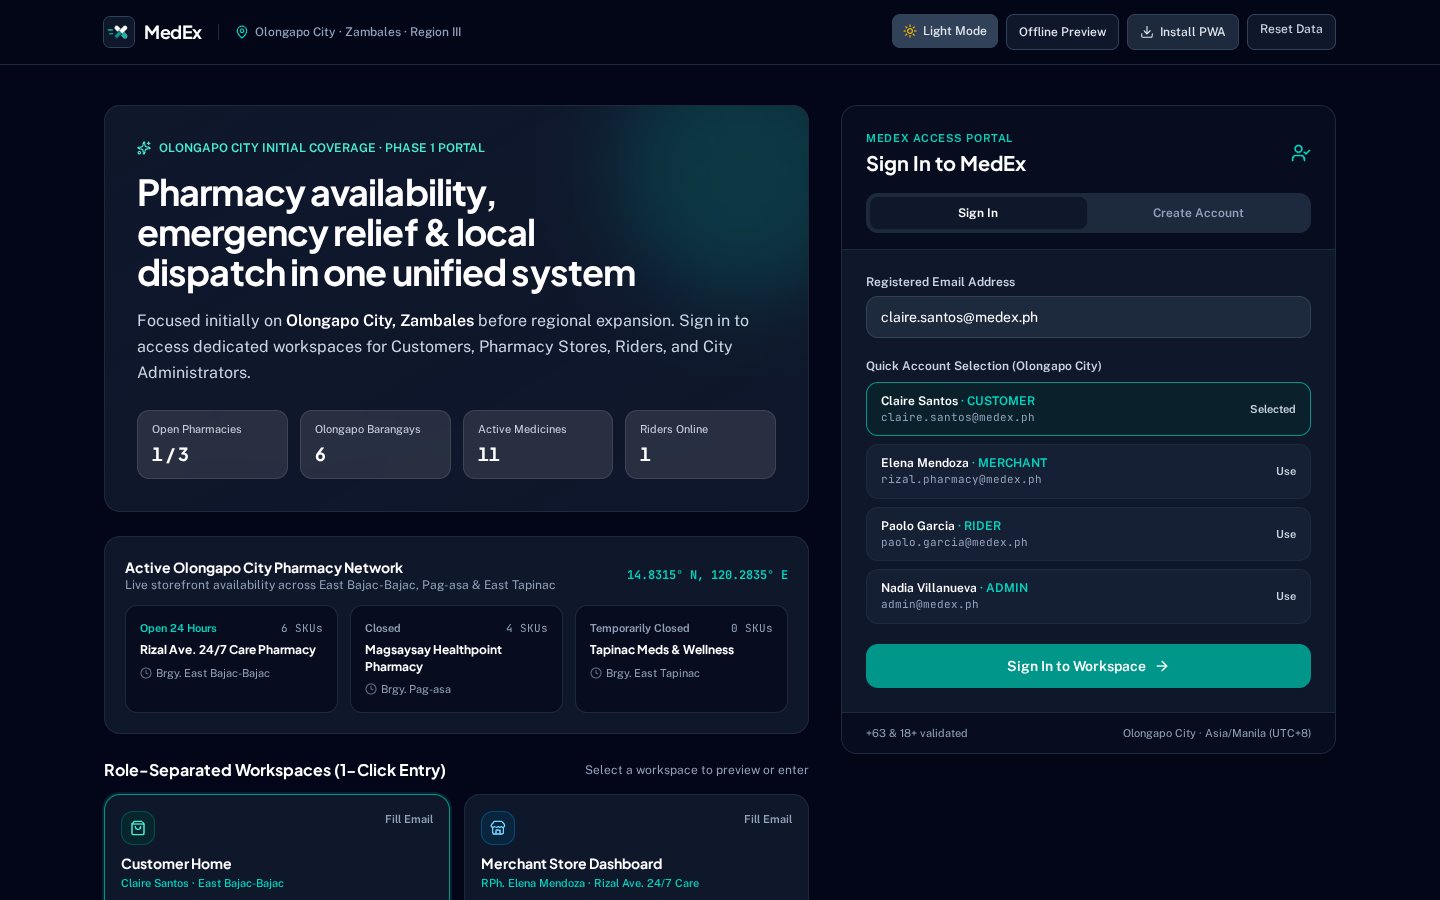 MedEx
Olongapo City · Zambales · Region III
Light Mode
Offline Preview
Install PWA
Reset Data
OLONGAPO CITY INITIAL COVERAGE · PHASE 1 PORTAL
Pharmacy availability,
emergency relief & local
dispatch in one unified system
Focused initially on Olongapo City, Zambales before regional expansion. Sign in to
access dedicated workspaces for Customers, Pharmacy Stores, Riders, and City
Administrators.
Open Pharmacies
1 / 3
Olongapo Barangays
6
Active Medicines
11
Riders Online
1
Active Olongapo City Pharmacy Network
Live storefront availability across East Bajac-Bajac, Pag-asa & East Tapinac
14.8315° N, 120.2835° E
Open 24 Hours
6 SKUs
Rizal Ave. 24/7 Care Pharmacy
Brgy. East Bajac-Bajac
Closed
4 SKUs
Magsaysay Healthpoint
Pharmacy
Brgy. Pag-asa
Temporarily Closed
0 SKUs
Tapinac Meds & Wellness
Brgy. East Tapinac
Role-Separated Workspaces (1-Click Entry)
Select a workspace to preview or enter
Fill Email
Customer Home
Claire Santos · East Bajac-Bajac
Fill Email
Merchant Store Dashboard
RPh. Elena Mendoza · Rizal Ave. 24/7 Care
MEDEX ACCESS PORTAL
Sign In to MedEx
Sign In
Create Account
Registered Email Address
claire.santos@medex.ph
Quick Account Selection (Olongapo City)
Claire Santos · CUSTOMER
claire.santos@medex.ph
Selected
Elena Mendoza · MERCHANT
rizal.pharmacy@medex.ph
Use
Paolo Garcia · RIDER
paolo.garcia@medex.ph
Use
Nadia Villanueva · ADMIN
admin@medex.ph
Use
Sign In to Workspace
+63 & 18+ validated
Olongapo City · Asia/Manila (UTC+8)